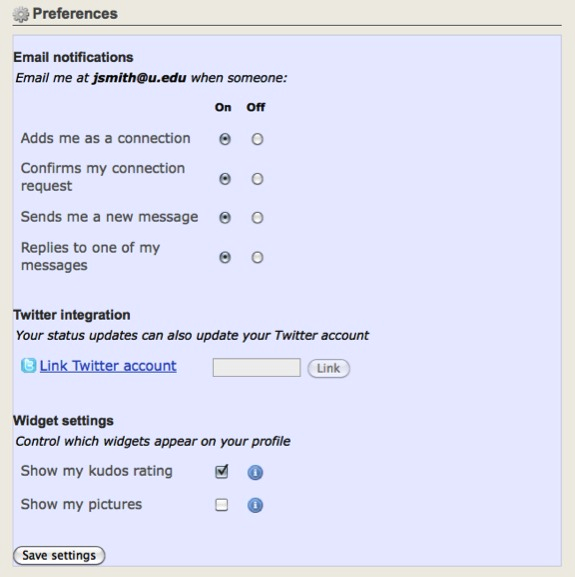 Preferences
Email notifications
Email me at jsmith@u.edu when someone:
On Off
Adds me as a connection
Confirms my connection
request
Sends me a new message
Replies to one of my
messages
Twitter integration
Your status updates can also update your Twitter account
Link Twitter account Link
Widget settings
Control which widgets appear on your profile
Show my kudos rating
Show my pictures
Save settings